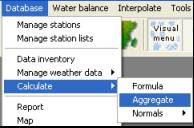 Database Water balance Interpolate Tools
Manage stations
Manage station lists
Visual
menu
Data inventory
Manage weather data
Calculate
Formula
Aggregate
Normals
Report
Map